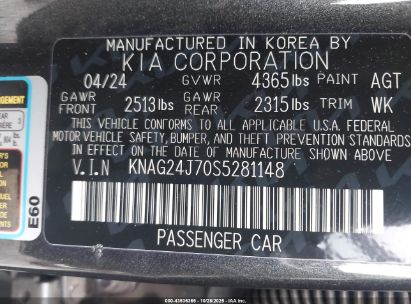 MANUFACTURED IN KOREA BY
KIA CORPORATION
04/24 GVWR 4365 lbs PAINT AGT
GAWR FRONT 2513 lbs GAWR REAR 2315 lbs TRIM WK
THIS VEHICLE CONFORMS TO ALL APPLICABLE U.S.A. FEDERAL
MOTOR VEHICLE SAFETY, BUMPER, AND THEFT PREVENTION STANDARDS
IN EFFECT ON THE DATE OF MANUFACTURE SHOWN ABOVE.
V.I.N KNAG24J70S5281148
PASSENGER CAR
E60